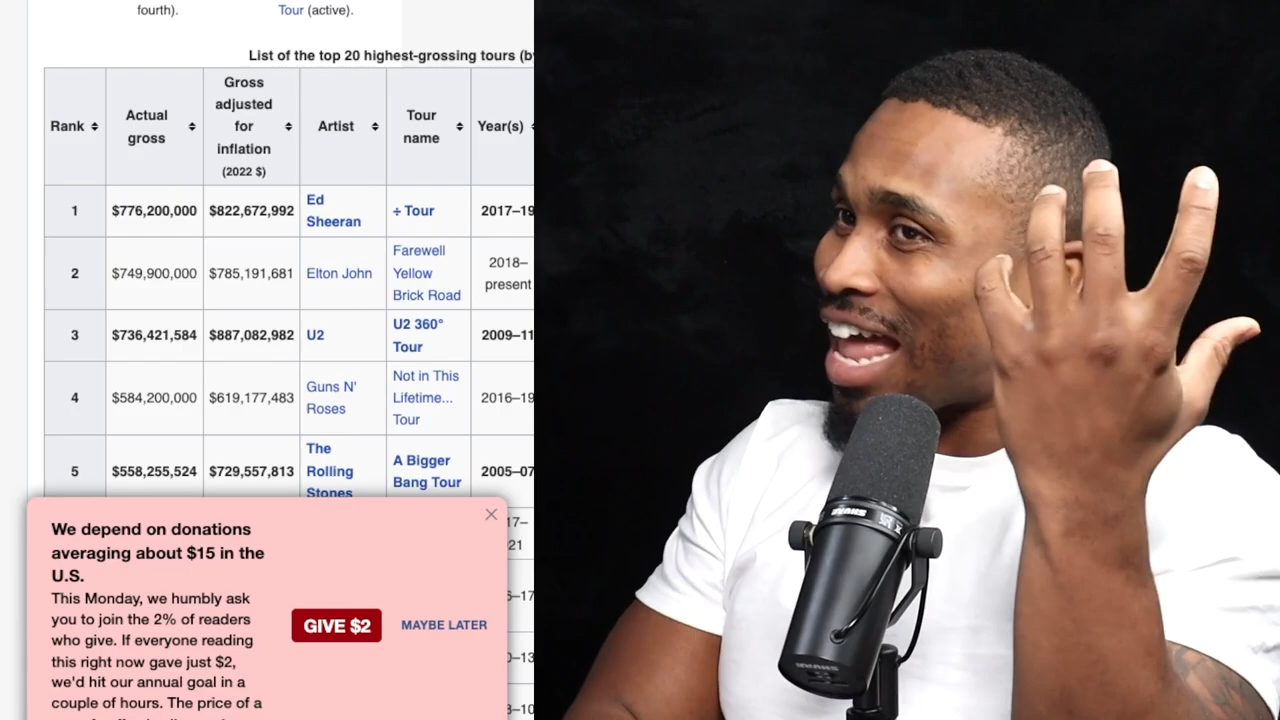 fourth).
Tour (active).
List of the top 20 highest-grossing tours (by
Rank
Actual
gross
Gross
adjusted
for
inflation
(2022 $)
Artist
Tour
name
Year(s)
1
$776,200,000
$822,672,992
Ed
Sheeran
÷ Tour
2017–19
2
$749,900,000
$785,191,681
Elton John
Farewell
Yellow
Brick Road
2018–
present
3
$736,421,584
$887,082,982
U2
U2 360°
Tour
2009–11
4
$584,200,000
$619,177,483
Guns N'
Roses
Not in This
Lifetime...
Tour
2016–19
5
$558,255,524
$729,557,813
The
Rolling
Stones
A Bigger
Bang Tour
2005–07
17–
21
We depend on donations
averaging about $15 in the
U.S.
This Monday, we humbly ask
you to join the 2% of readers
who give. If everyone reading
this right now gave just $2,
we'd hit our annual goal in a
couple of hours. The price of a
GIVE $2
MAYBE LATER
SHURE